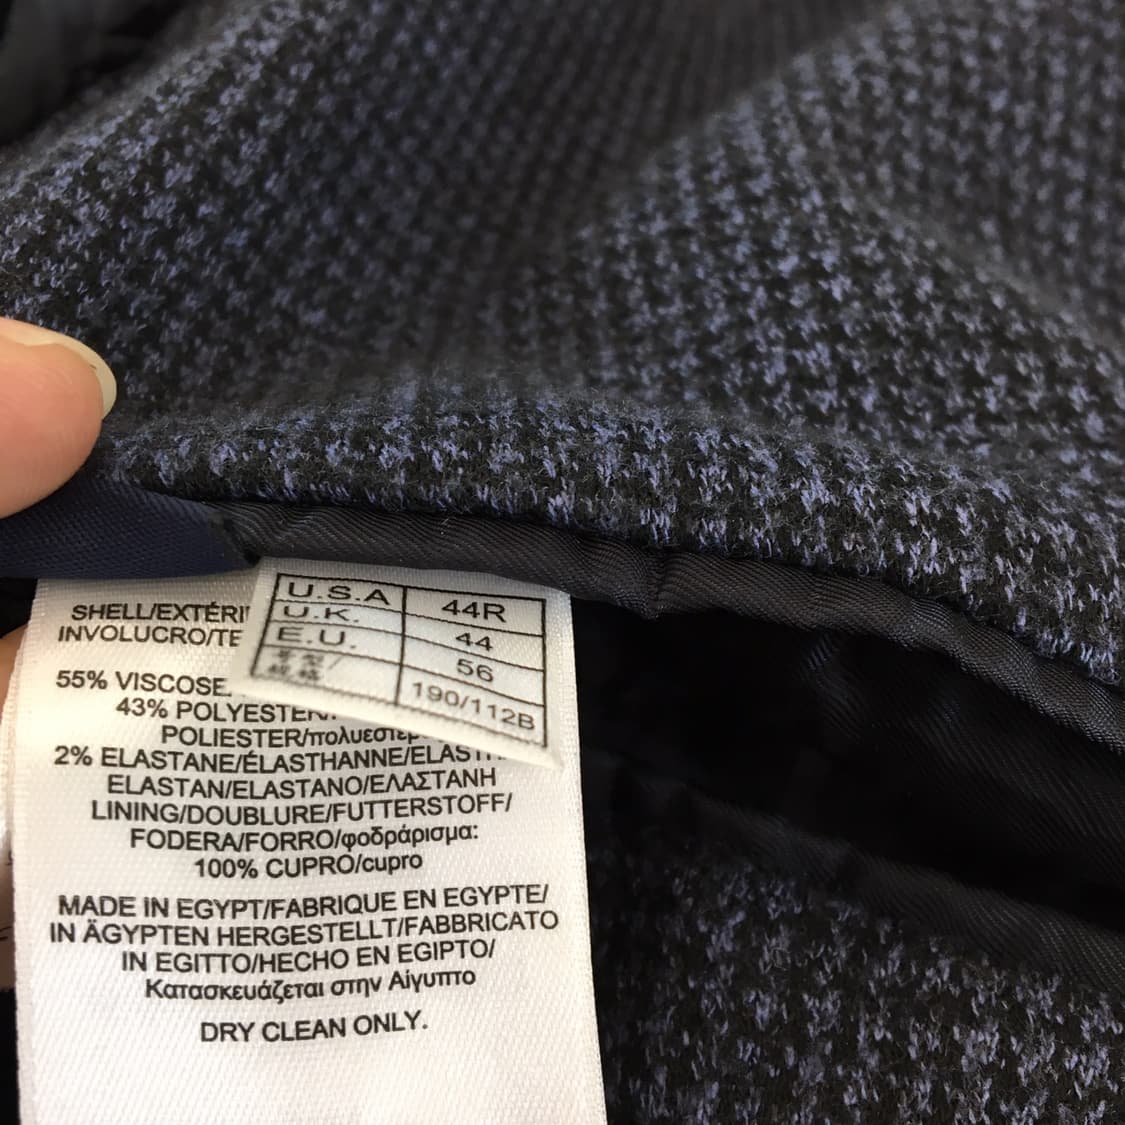 U.S.A 44R
U.K. 44
E.U. 56
190/112B
SHELL/EXTÉRI
INVOLUCRO/TE
55% VISCOSE
43% POLYESTER
POLIESTER/πολυεστερ
2% ELASTANE/ÉLASTHANNE/ELAST
ELASTAN/ELASTANO/ΕΛΑΣΤΑΝΗ
LINING/DOUBLURE/FUTTERSTOFF/
FODERA/FORRO/φοδράρισμα:
100% CUPRO/cupro
MADE IN EGYPT/FABRIQUE EN EGYPTE/
IN ÄGYPTEN HERGESTELLT/FABBRICATO
IN EGITTO/HECHO EN EGIPTO/
Κατασκευάζεται στην Αίγυπτο
DRY CLEAN ONLY.